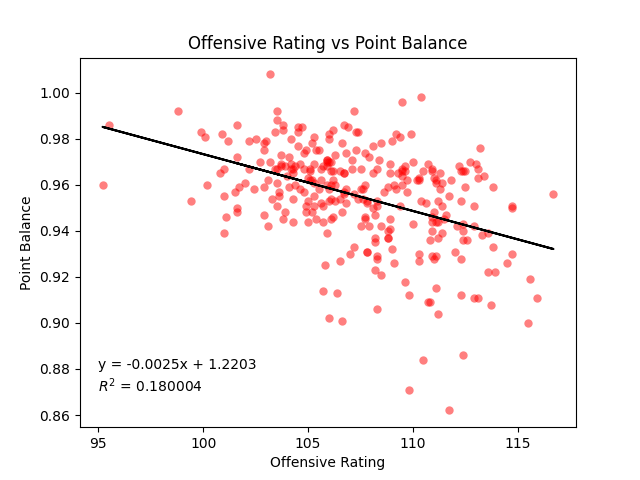 Offensive Rating vs Point Balance
Point Balance
1.00
0.98
0.96
0.94
0.92
0.90
0.88
0.86
y = -0.0025x + 1.2203
R² = 0.180004
95
100
105
110
115
Offensive Rating